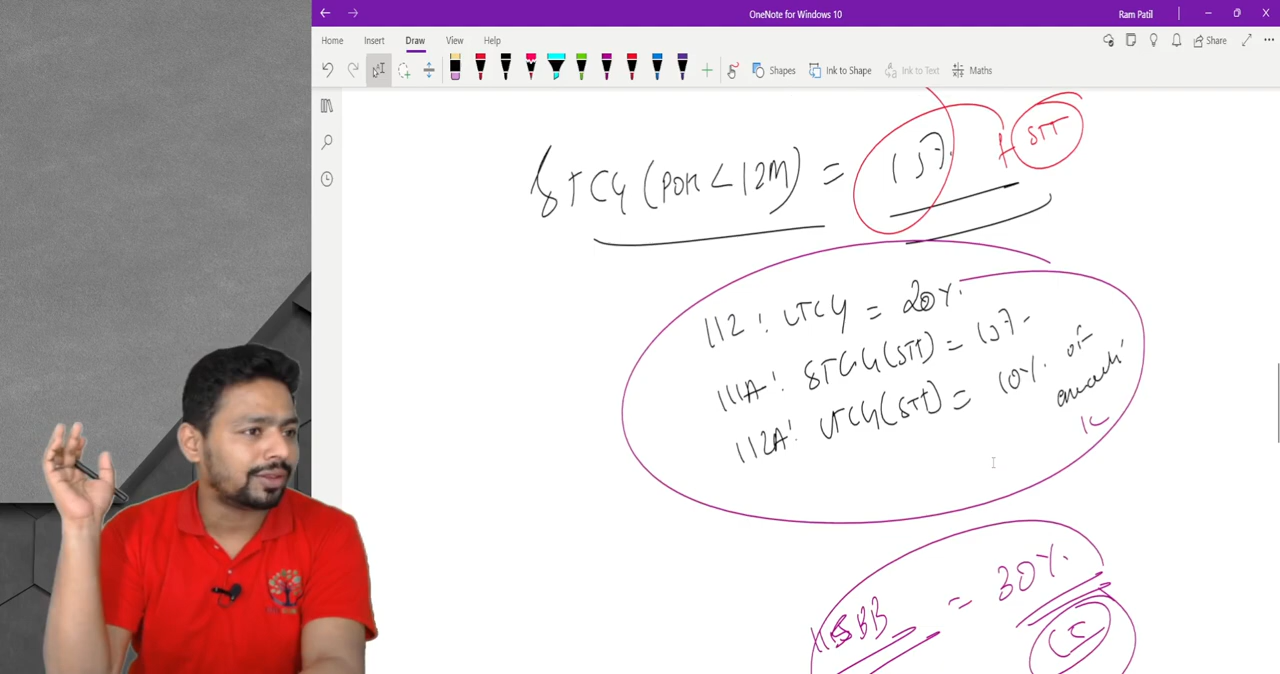 OneNote for Windows 10
Ram Patil
Home Insert Draw View Help
Share
Shapes Ink to Shape Ink to Text Maths
STT
STCG (POH < 12M) = 15%. +
112: LTCG = 20%.
111A: STCG (STT) = 15%
112A: LTCG (STT) = 10% of
115BB = 30%.